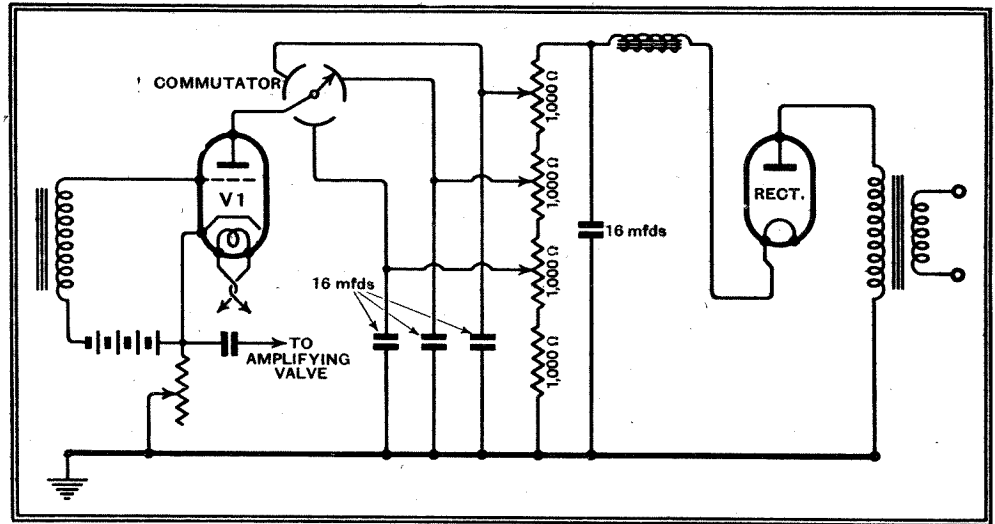 COMMUTATOR
V1
RECT.
1,000 Ω
1,000 Ω
1,000 Ω
1,000 Ω
16 mfds
16 mfds
TO
AMPLIFYING
VALVE